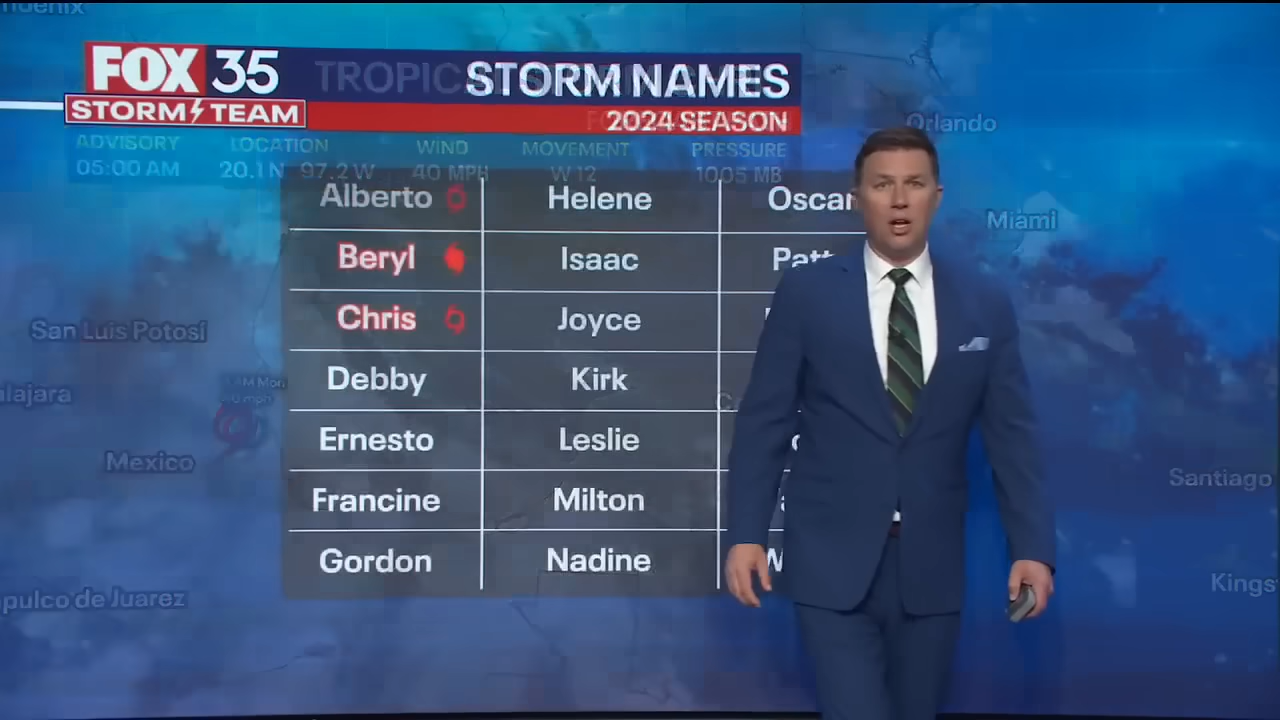 FOX 35
STORM TEAM
STORM NAMES
2024 SEASON
ADVISORY LOCATION WIND MOVEMENT PRESSURE
05:00 AM 20.1 N 97.2 W 40 MPH W 12 1005 MB
Orlando
Miami
Alberto Helene Oscar
Beryl Isaac
Chris Joyce
Debby Kirk
Ernesto Leslie
Francine Milton
Gordon Nadine
San Luis Potosí
Mexico
Santiago